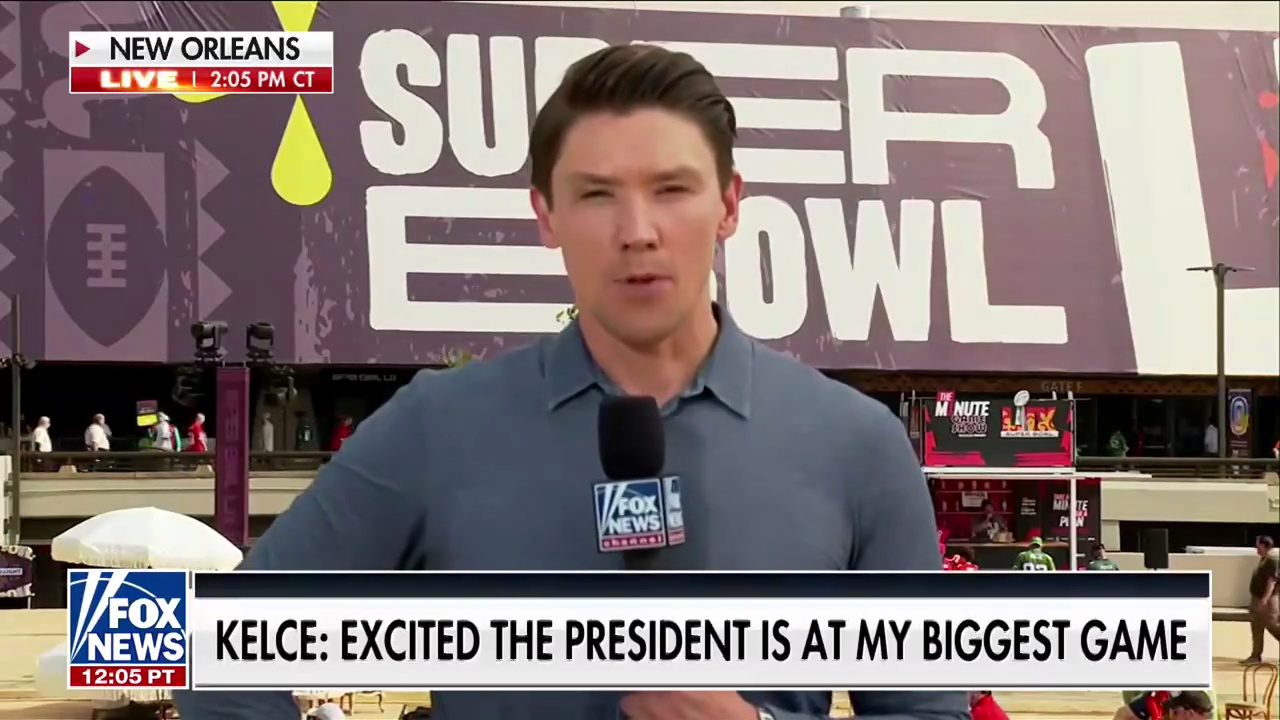 NEW ORLEANS
LIVE | 2:05 PM CT
SUPER
BOWL
GATE F
THE
MINUTE
GAME
SHOW
LIX
SUPER BOWL
FOX
NEWS
channel
FOX
NEWS
12:05 PT
KELCE: EXCITED THE PRESIDENT IS AT MY BIGGEST GAME